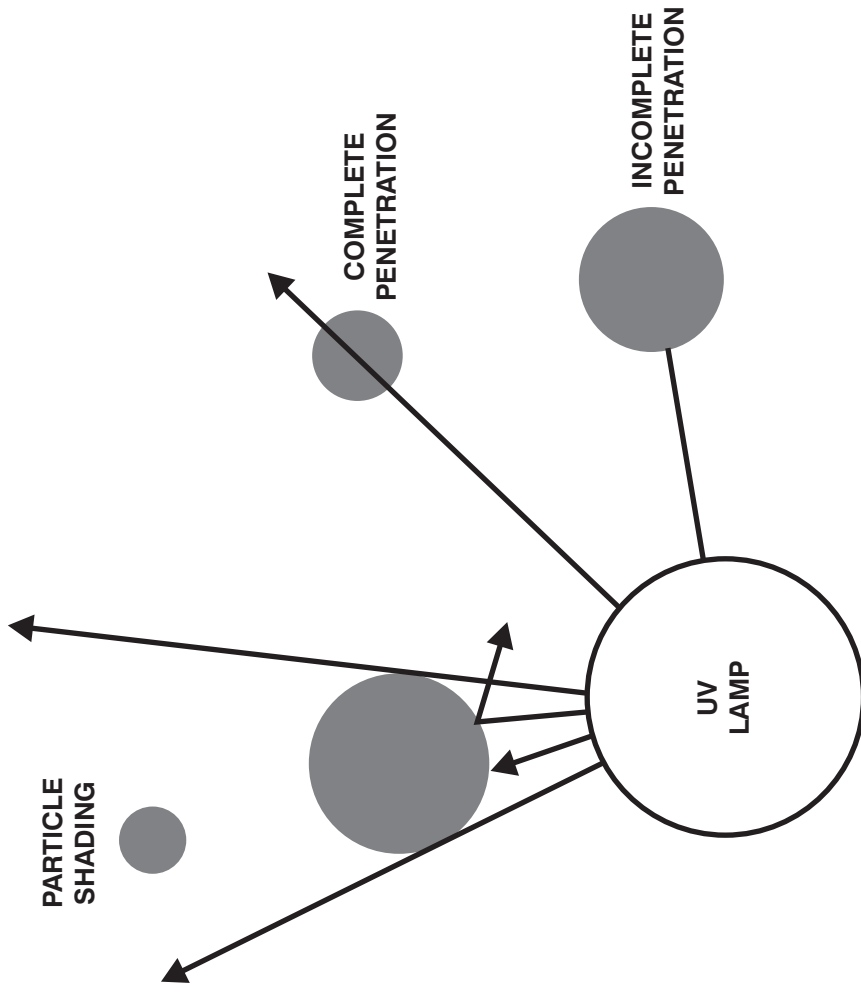 PARTICLE
SHADING
COMPLETE
PENETRATION
INCOMPLETE
PENETRATION
UV
LAMP